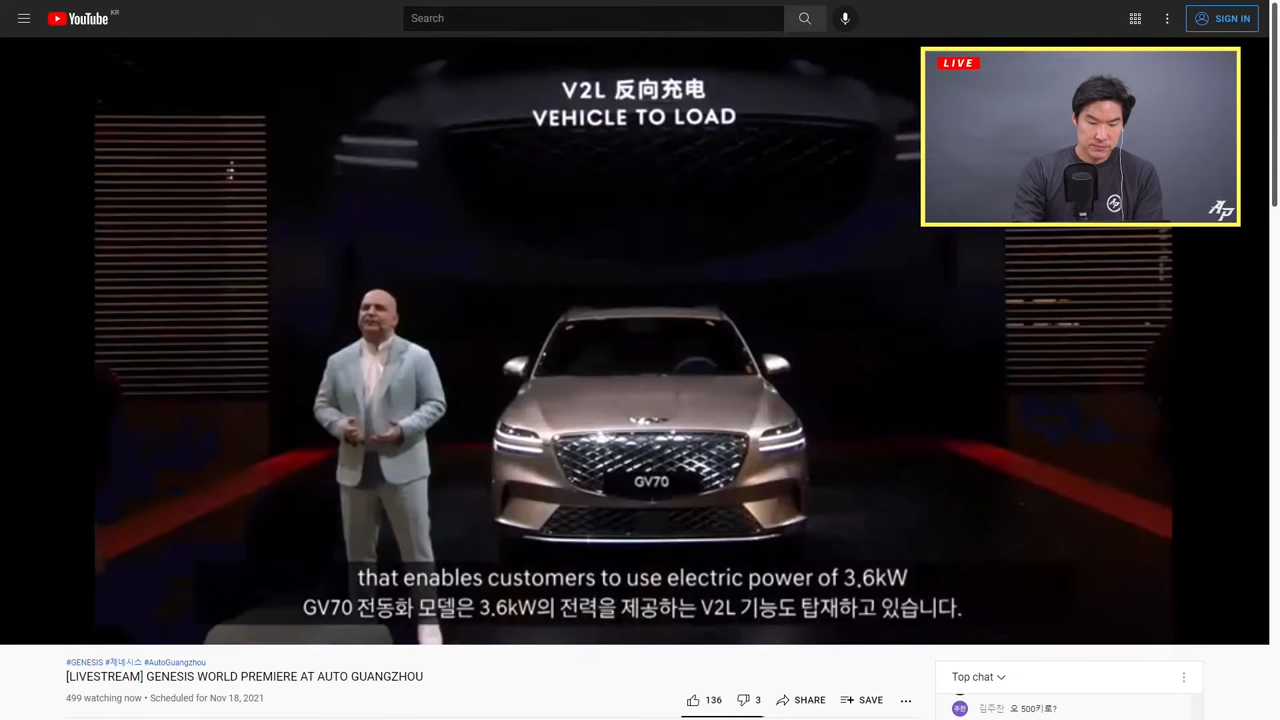 YouTube KR
Search
SIGN IN
LIVE
V2L 反向充电
VEHICLE TO LOAD
AP
AP
GV70
that enables customers to use electric power of 3.6kW
GV70 전동화 모델은 3.6kW의 전력을 제공하는 V2L 기능도 탑재하고 있습니다.
#GENESIS #제네시스 #AutoGuangzhou
[LIVESTREAM] GENESIS WORLD PREMIERE AT AUTO GUANGZHOU
499 watching now • Scheduled for Nov 18, 2021
136
3
SHARE
SAVE
Top chat
주찬 김주찬 오 500키로?